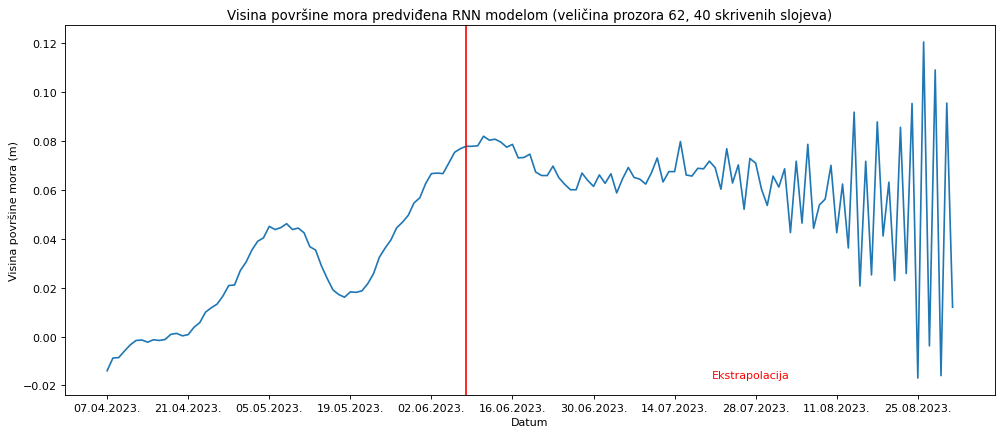 Visina površine mora predviđena RNN modelom (veličina prozora 62, 40 skrivenih slojeva)
Visina površine mora (m)
0.12
0.10
0.08
0.06
0.04
0.02
0.00
−0.02
Ekstrapolacija
07.04.2023. 21.04.2023. 05.05.2023. 19.05.2023. 02.06.2023. 16.06.2023. 30.06.2023. 14.07.2023. 28.07.2023. 11.08.2023. 25.08.2023.
Datum